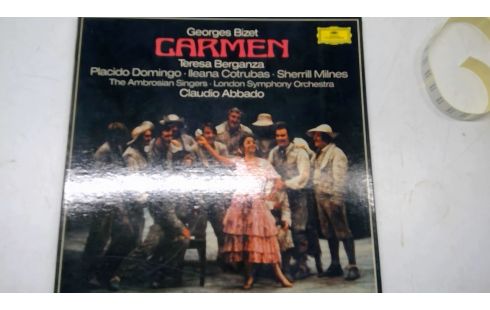 Georges Bizet
CARMEN
Teresa Berganza
Placido Domingo · Ileana Cotrubas · Sherrill Milnes
The Ambrosian Singers · London Symphony Orchestra
Claudio Abbado